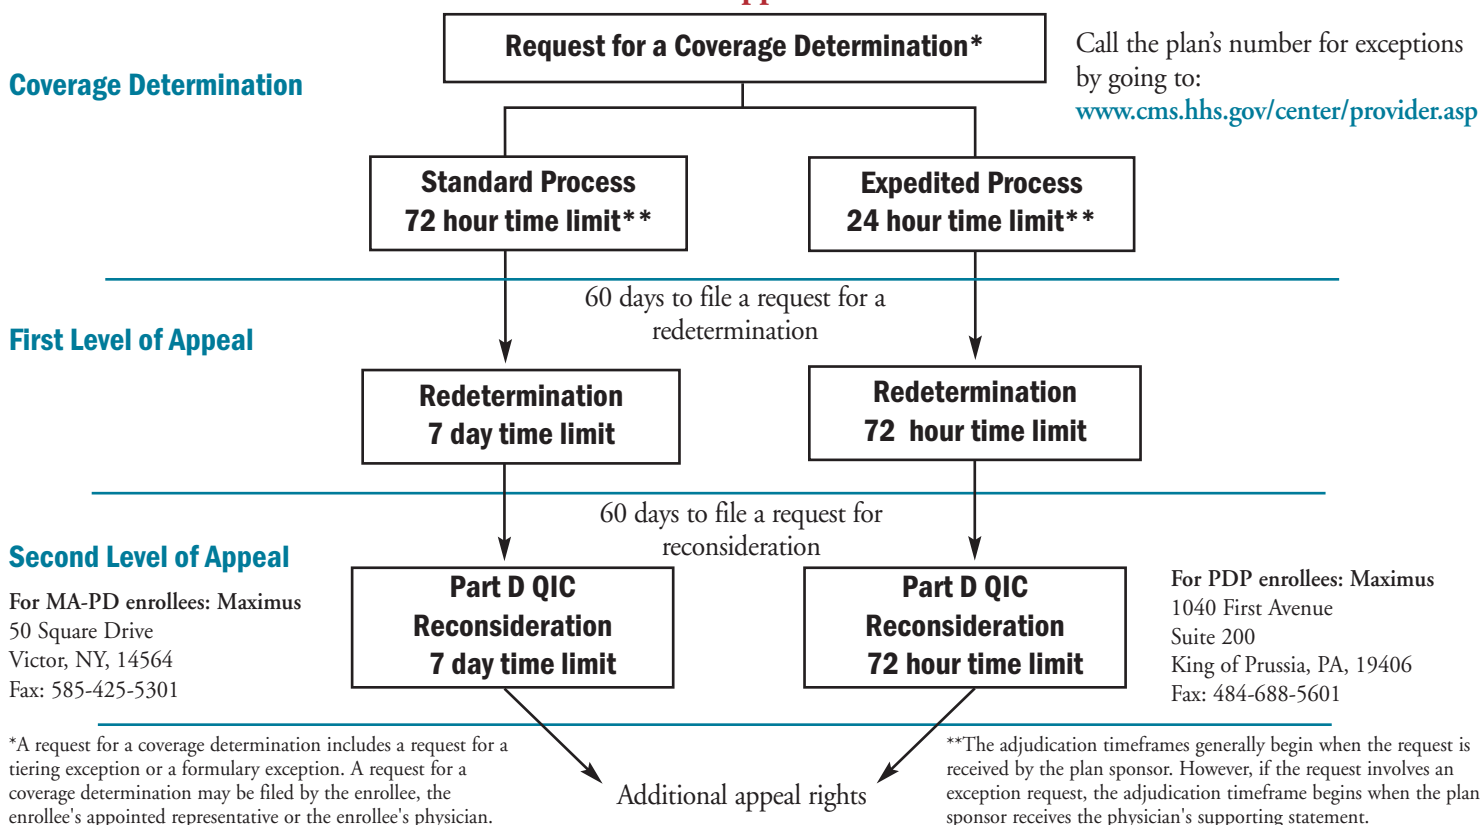 Request for a Coverage Determination*
Call the plan's number for exceptions
by going to:
www.cms.hhs.gov/center/provider.asp
Coverage Determination
Standard Process
72 hour time limit**
Expedited Process
24 hour time limit**
60 days to file a request for a
redetermination
First Level of Appeal
Redetermination
7 day time limit
Redetermination
72 hour time limit
60 days to file a request for
reconsideration
Second Level of Appeal
For MA-PD enrollees: Maximus
50 Square Drive
Victor, NY, 14564
Fax: 585-425-5301
Part D QIC
Reconsideration
7 day time limit
Part D QIC
Reconsideration
72 hour time limit
For PDP enrollees: Maximus
1040 First Avenue
Suite 200
King of Prussia, PA, 19406
Fax: 484-688-5601
*A request for a coverage determination includes a request for a
tiering exception or a formulary exception. A request for a
coverage determination may be filed by the enrollee, the
enrollee's appointed representative or the enrollee's physician.
Additional appeal rights
**The adjudication timeframes generally begin when the request is
received by the plan sponsor. However, if the request involves an
exception request, the adjudication timeframe begins when the plan
sponsor receives the physician's supporting statement.